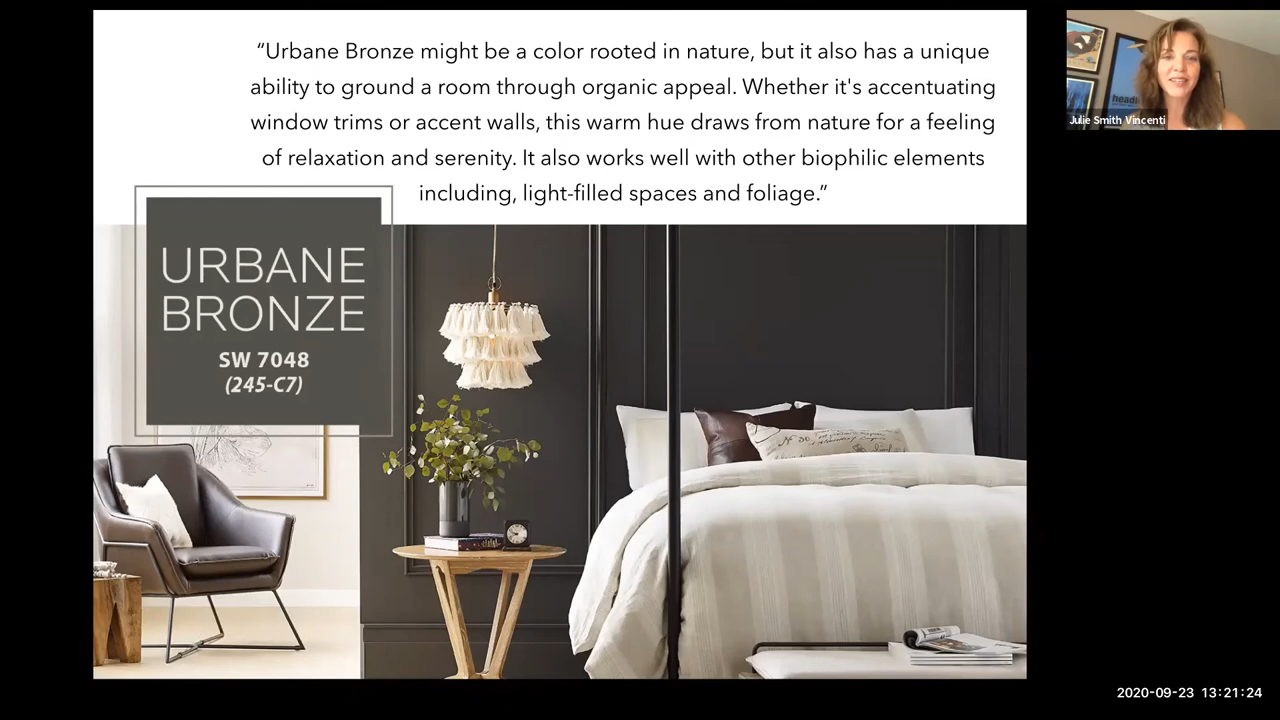 “Urbane Bronze might be a color rooted in nature, but it also has a unique
ability to ground a room through organic appeal. Whether it's accentuating
window trims or accent walls, this warm hue draws from nature for a feeling
of relaxation and serenity. It also works well with other biophilic elements
including, light-filled spaces and foliage.”
URBANE
BRONZE
SW 7048
(245-C7)
N° 30
headi
Julie Smith Vincenti
2020-09-23 13:21:24